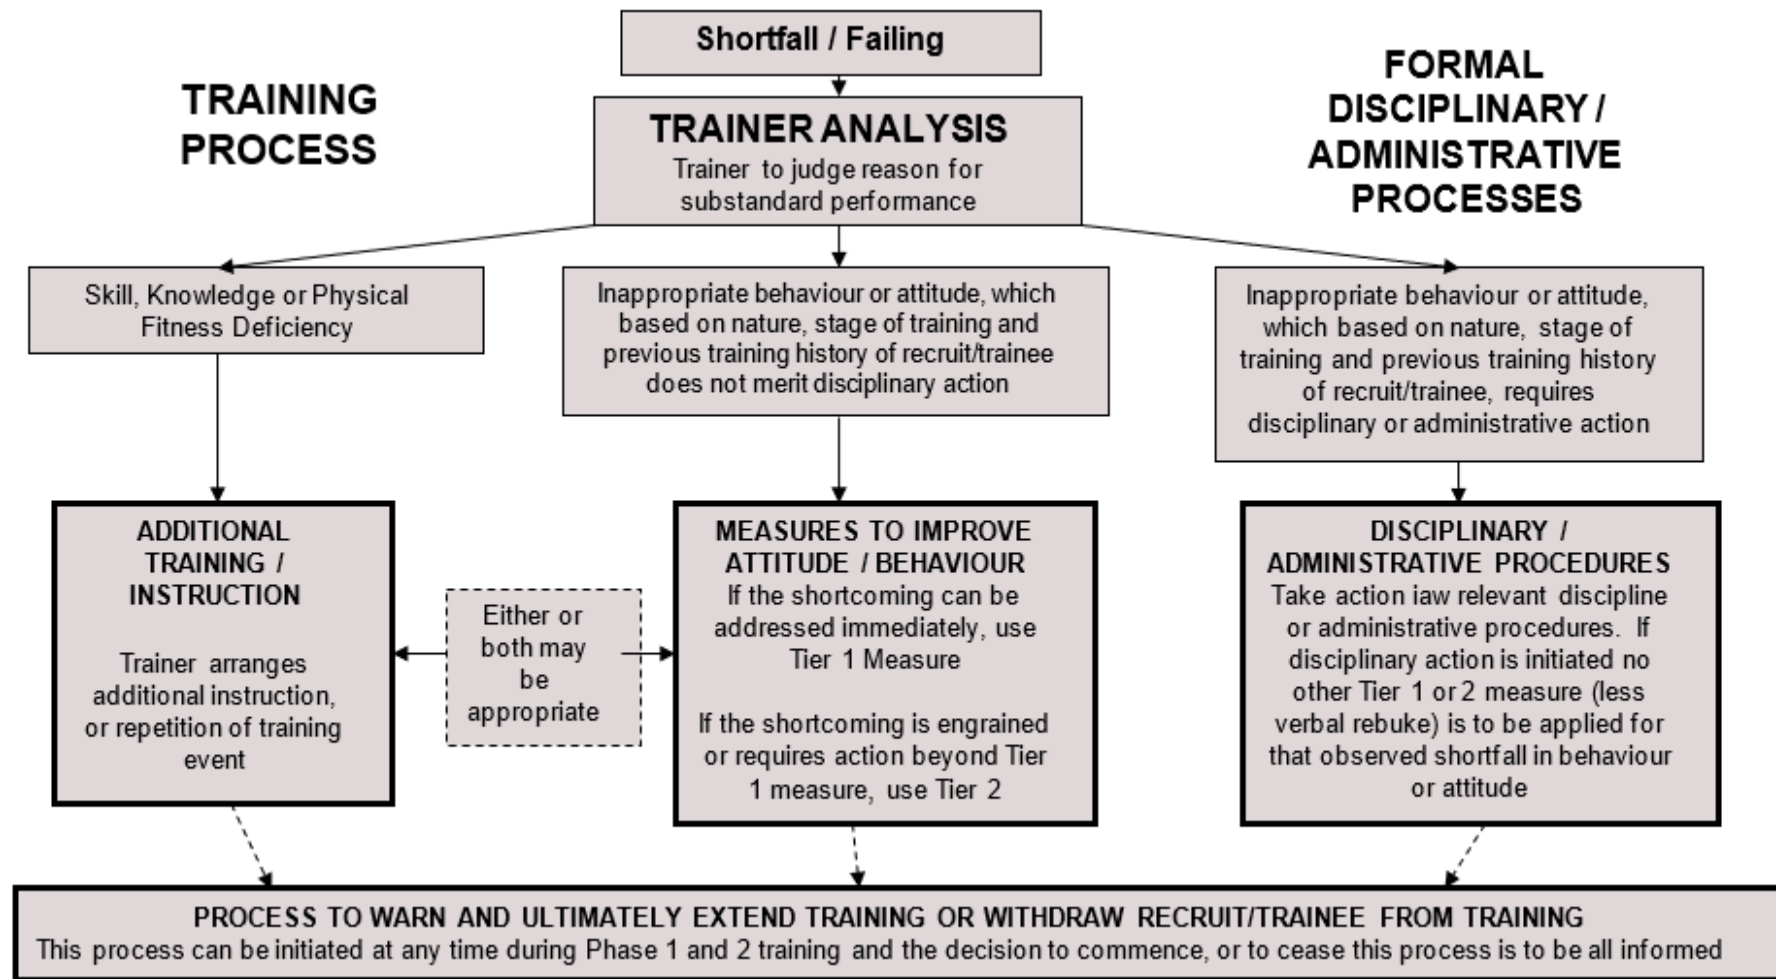 Shortfall / Failing
TRAINING
PROCESS
FORMAL
DISCIPLINARY /
ADMINISTRATIVE
PROCESSES
TRAINER ANALYSIS
Trainer to judge reason for
substandard performance
Skill, Knowledge or Physical
Fitness Deficiency
Inappropriate behaviour or attitude, which
based on nature, stage of training and
previous training history of recruit/trainee
does not merit disciplinary action
Inappropriate behaviour or attitude,
which based on nature, stage of
training and previous training history
of recruit/trainee, requires
disciplinary or administrative action
ADDITIONAL
TRAINING /
INSTRUCTION
Trainer arranges
additional instruction,
or repetition of training
event
Either or
both may
be
appropriate
MEASURES TO IMPROVE
ATTITUDE / BEHAVIOUR
If the shortcoming can be
addressed immediately, use
Tier 1 Measure
If the shortcoming is engrained
or requires action beyond Tier
1 measure, use Tier 2
DISCIPLINARY /
ADMINISTRATIVE PROCEDURES
Take action iaw relevant discipline
or administrative procedures. If
disciplinary action is initiated no
other Tier 1 or 2 measure (less
verbal rebuke) is to be applied for
that observed shortfall in behaviour
or attitude
PROCESS TO WARN AND ULTIMATELY EXTEND TRAINING OR WITHDRAW RECRUIT/TRAINEE FROM TRAINING
This process can be initiated at any time during Phase 1 and 2 training and the decision to commence, or to cease this process is to be all informed